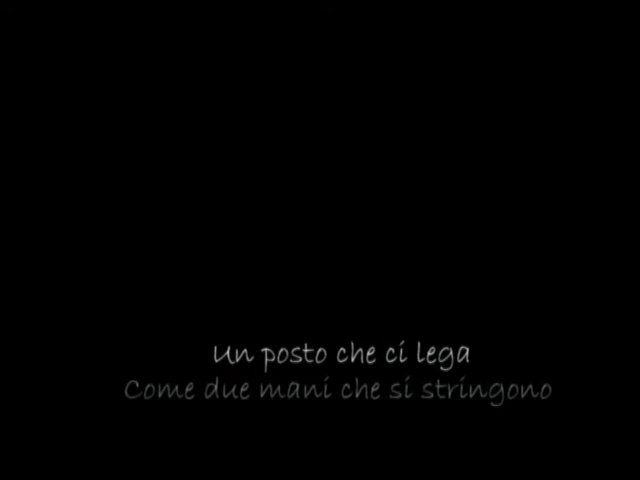 Un posto che ci lega
Come due mani che si stringono